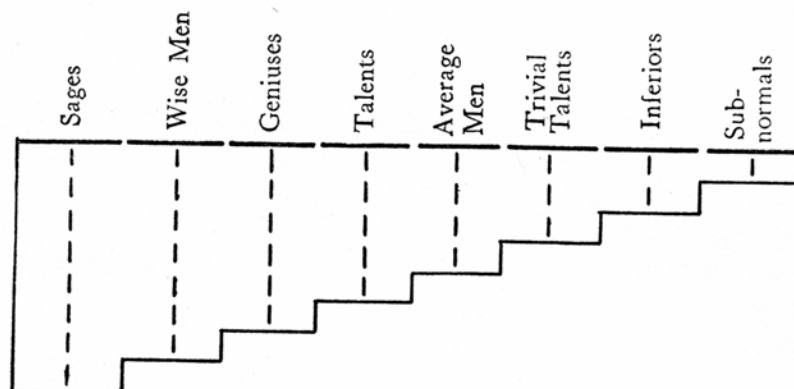 Sages
Wise Men
Geniuses
Talents
Average
Men
Trivial
Talents
Inferiors
Sub-
normals